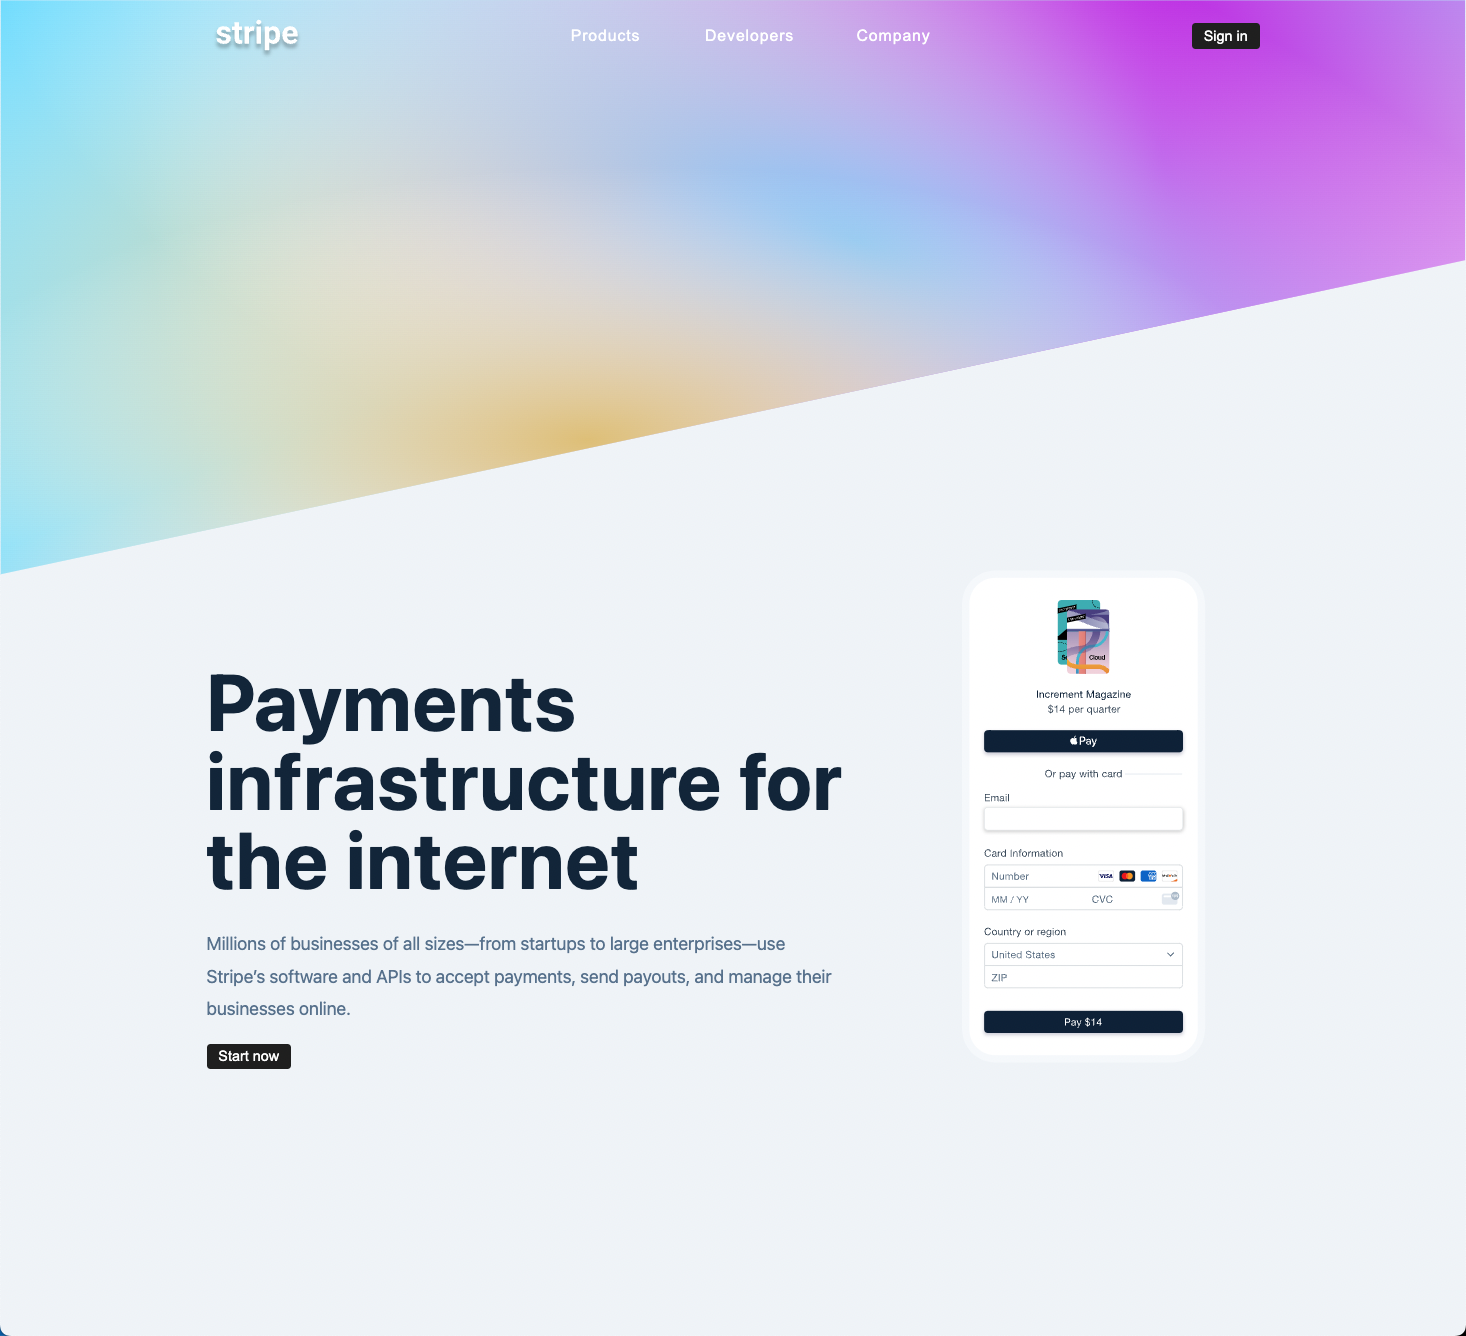 stripe
Products
Developers
Company
Sign in
Payments
infrastructure for
the internet
Millions of businesses of all sizes—from startups to large enterprises—use
Stripe’s software and APIs to accept payments, send payouts, and manage their
businesses online.
Start now
Cloud
Increment Magazine
$14 per quarter
Pay
Or pay with card
Email
Card Information
Number
VISA
MM / YY
CVC
Country or region
United States
ZIP
Pay $14